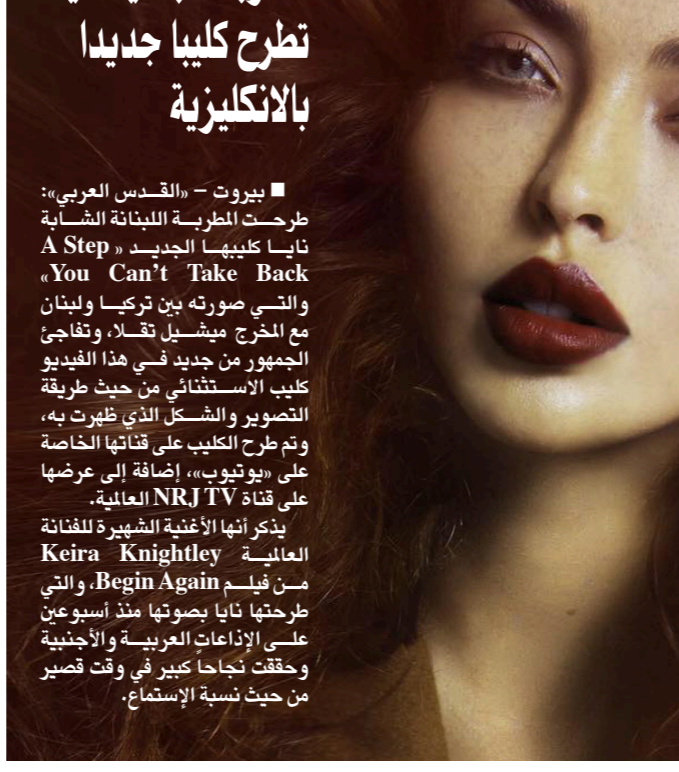 تطرح كليبا جديدا
بالانكليزية
■ بيروت – «القدس العربي»:
طرحت المطربة اللبنانة الشابة
نايا كليبها الجديد « A Step
You Can’t Take Back»
والتي صورته بين تركيا ولبنان
مع المخرج ميشيل تقلا، وتفاجئ
الجمهور من جديد في هذا الفيديو
كليب الاستثنائي من حيث طريقة
التصوير والشكل الذي ظهرت به،
وتم طرح الكليب على قناتها الخاصة
على «يوتيوب»، إضافة إلى عرضها
على قناة NRJ TV العالمية.
يذكر أنها الأغنية الشهيرة للفنانة
العالمية Keira Knightley
من فيلم Begin Again، والتي
طرحتها نايا بصوتها منذ أسبوعين
على الإذاعات العربية والأجنبية
وحققت نجاحاً كبير في وقت قصير
من حيث نسبة الإستماع.